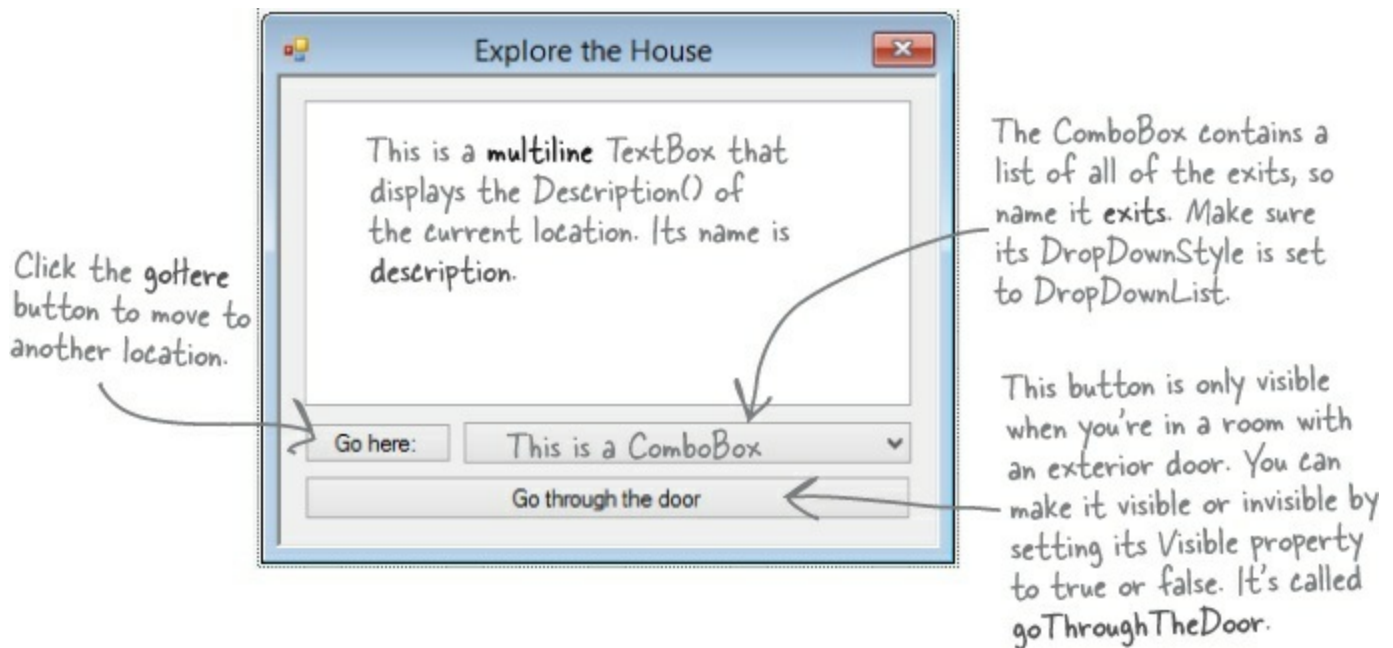 Explore the House
This is a multiline TextBox that
displays the Description() of
the current location. Its name is
description.
Click the goHere
button to move to
another location.
The ComboBox contains a
list of all of the exits, so
name it exits. Make sure
its DropDownStyle is set
to DropDownList.
Go here:
This is a ComboBox
Go through the door
This button is only visible
when you're in a room with
an exterior door. You can
make it visible or invisible by
setting its Visible property
to true or false. It's called
goThroughTheDoor.